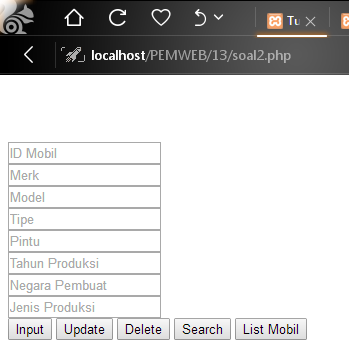 Tu
localhost/PEMWEB/13/soal2.php
ID Mobil
Merk
Model
Tipe
Pintu
Tahun Produksi
Negara Pembuat
Jenis Produksi
Input Update Delete Search List Mobil